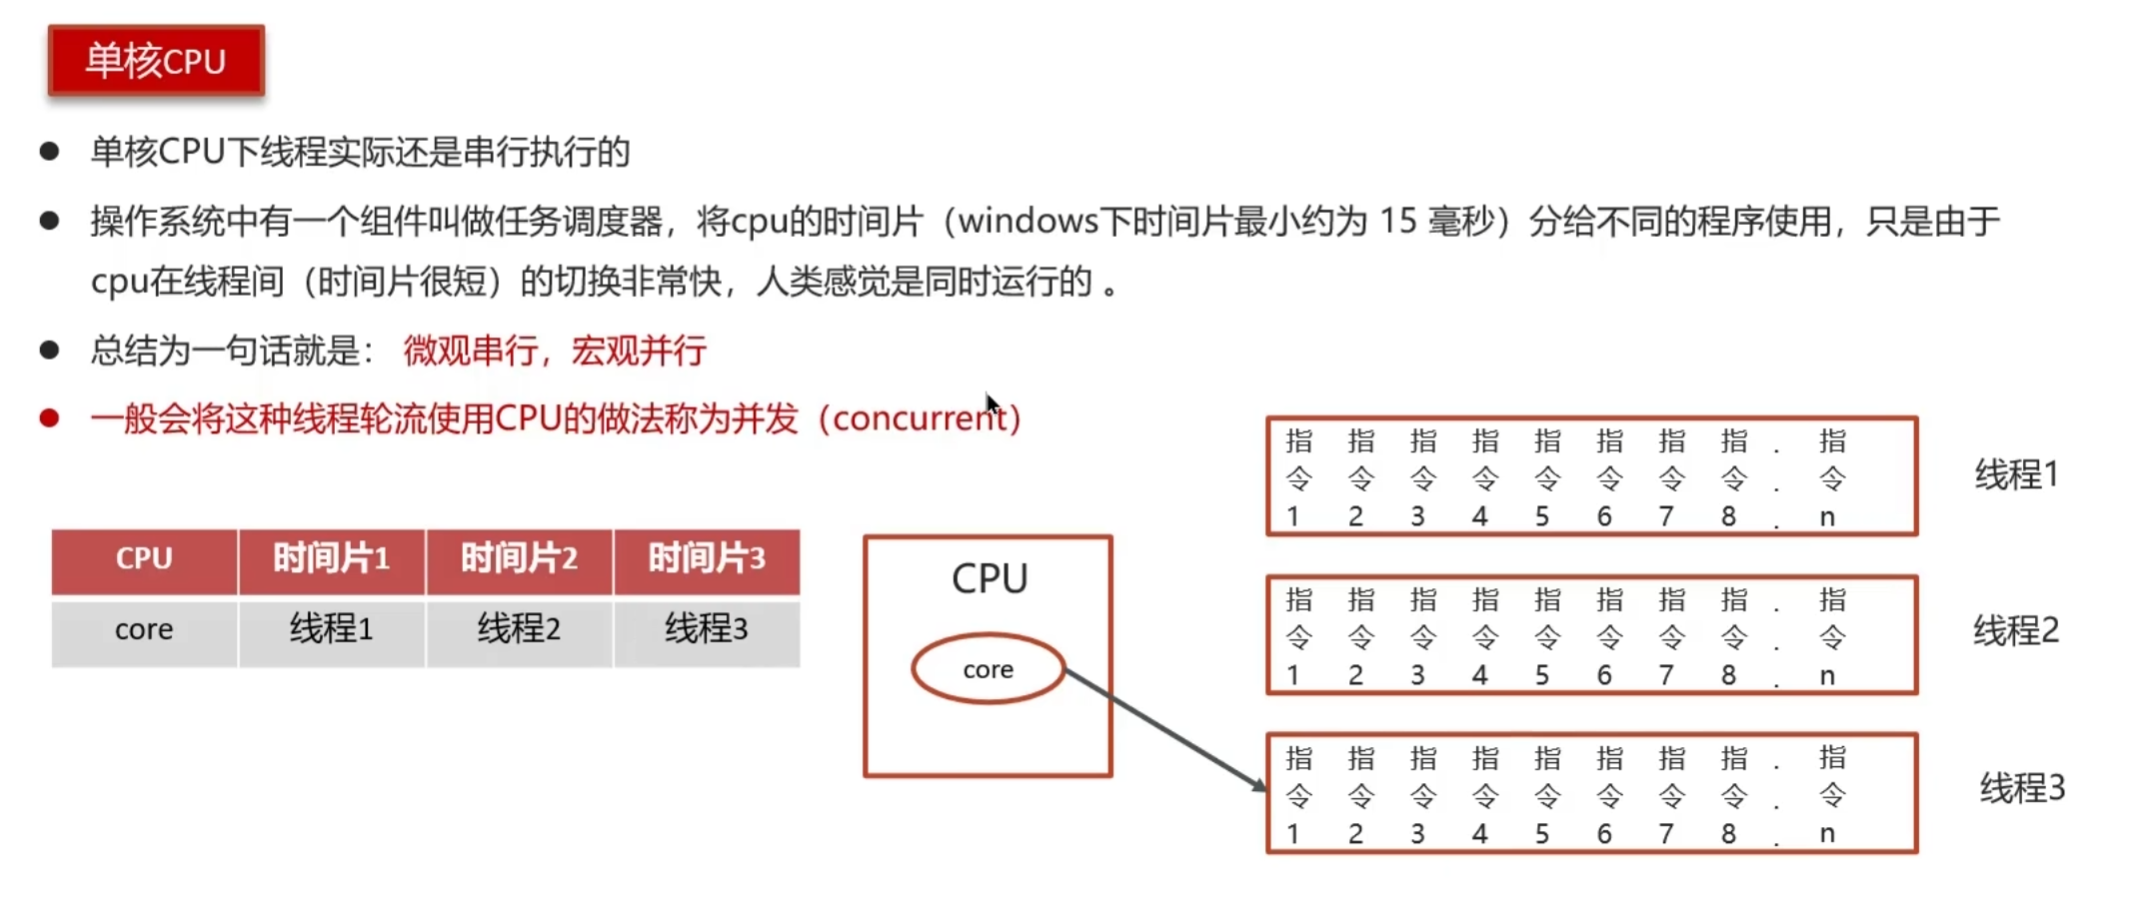 单核CPU
单核CPU下线程实际还是串行执行的
操作系统中有一个组件叫做任务调度器，将cpu的时间片（windows下时间片最小约为 15 毫秒）分给不同的程序使用，只是由于
cpu在线程间（时间片很短）的切换非常快，人类感觉是同时运行的 。
总结为一句话就是： 微观串行，宏观并行
一般会将这种线程轮流使用CPU的做法称为并发（concurrent）
CPU 时间片1 时间片2 时间片3
core 线程1 线程2 线程3
CPU
core
指 指 指 指 指 指 指 指 . 指
令 令 令 令 令 令 令 令 . 令
1 2 3 4 5 6 7 8 . n
线程1
指 指 指 指 指 指 指 指 . 指
令 令 令 令 令 令 令 令 . 令
1 2 3 4 5 6 7 8 . n
线程2
指 指 指 指 指 指 指 指 . 指
令 令 令 令 令 令 令 令 . 令
1 2 3 4 5 6 7 8 . n
线程3